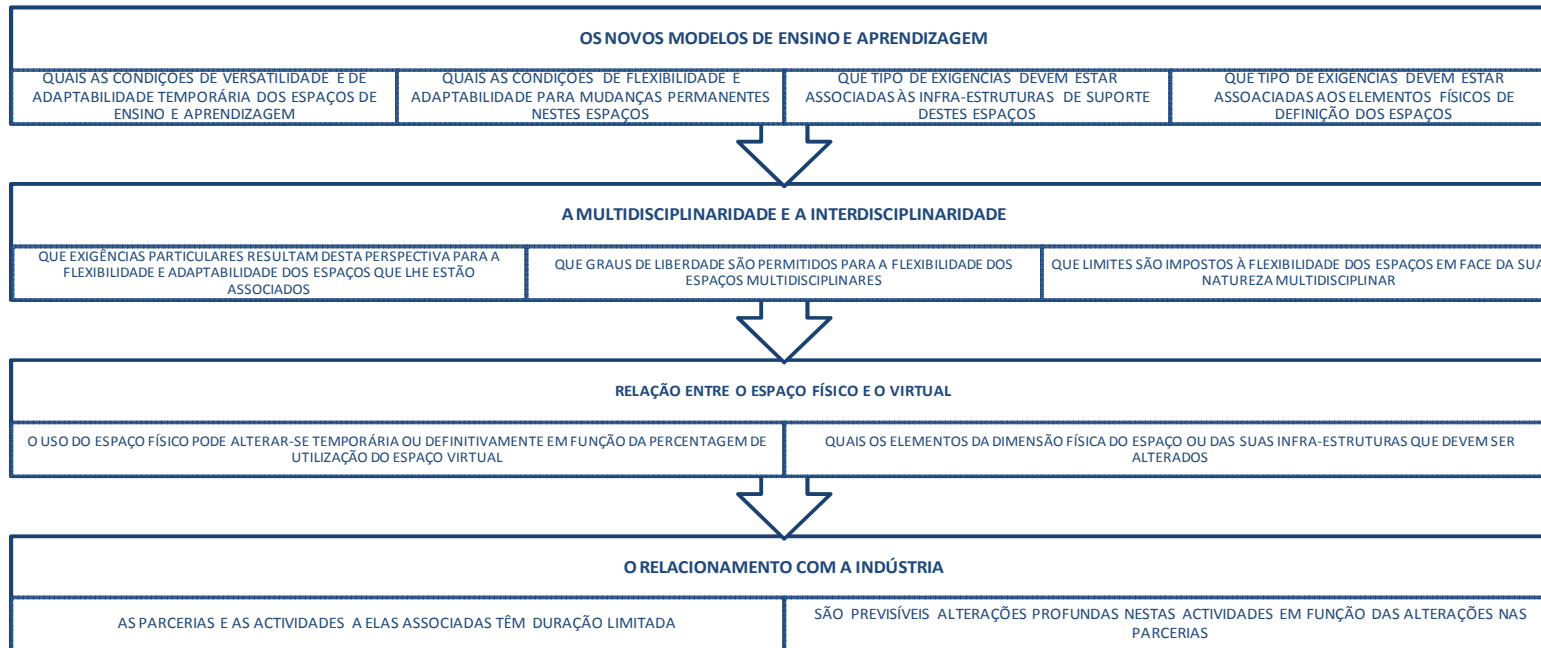 OS NOVOS MODELOS DE ENSINO E APRENDIZAGEM
QUAIS AS CONDIÇÕES DE VERSATILIDADE E DE
ADAPTABILIDADE TEMPORÁRIA DOS ESPAÇOS DE
ENSINO E APRENDIZAGEM
QUAIS AS CONDIÇÕES DE FLEXIBILIDADE E
ADAPTABILIDADE PARA MUDANÇAS PERMANENTES
NESTES ESPAÇOS
QUE TIPO DE EXIGENCIAS DEVEM ESTAR
ASSOCIADAS ÀS INFRA-ESTRUTURAS DE SUPORTE
DESTES ESPAÇOS
QUE TIPO DE EXIGENCIAS DEVEM ESTAR
ASSOACIADAS AOS ELEMENTOS FÍSICOS DE
DEFINIÇÃO DOS ESPAÇOS
A MULTIDISCIPLINARIDADE E A INTERDISCIPLINARIDADE
QUE EXIGÊNCIAS PARTICULARES RESULTAM DESTA PERSPECTIVA PARA A
FLEXIBILIDADE E ADAPTABILIDADE DOS ESPAÇOS QUE LHE ESTÃO
ASSOCIADOS
QUE GRAUS DE LIBERDADE SÃO PERMITIDOS PARA A FLEXIBILIDADE DOS
ESPAÇOS MULTIDISCIPLINARES
QUE LIMITES SÃO IMPOSTOS À FLEXIBILIDADE DOS ESPAÇOS EM FACE DA SUA
NATUREZA MULTIDISCIPLINAR
RELAÇÃO ENTRE O ESPAÇO FÍSICO E O VIRTUAL
O USO DO ESPAÇO FÍSICO PODE ALTERAR-SE TEMPORÁRIA OU DEFINITIVAMENTE EM FUNÇÃO DA PERCENTAGEM DE
UTILIZAÇÃO DO ESPAÇO VIRTUAL
QUAIS OS ELEMENTOS DA DIMENSÃO FÍSICA DO ESPAÇO OU DAS SUAS INFRA-ESTRUTURAS QUE DEVEM SER
ALTERADOS
O RELACIONAMENTO COM A INDÚSTRIA
AS PARCERIAS E AS ACTIVIDADES A ELAS ASSOCIADAS TÊM DURAÇÃO LIMITADA
SÃO PREVISÍVEIS ALTERAÇÕES PROFUNDAS NESTAS ACTIVIDADES EM FUNÇÃO DAS ALTERAÇÕES NAS
PARCERIAS